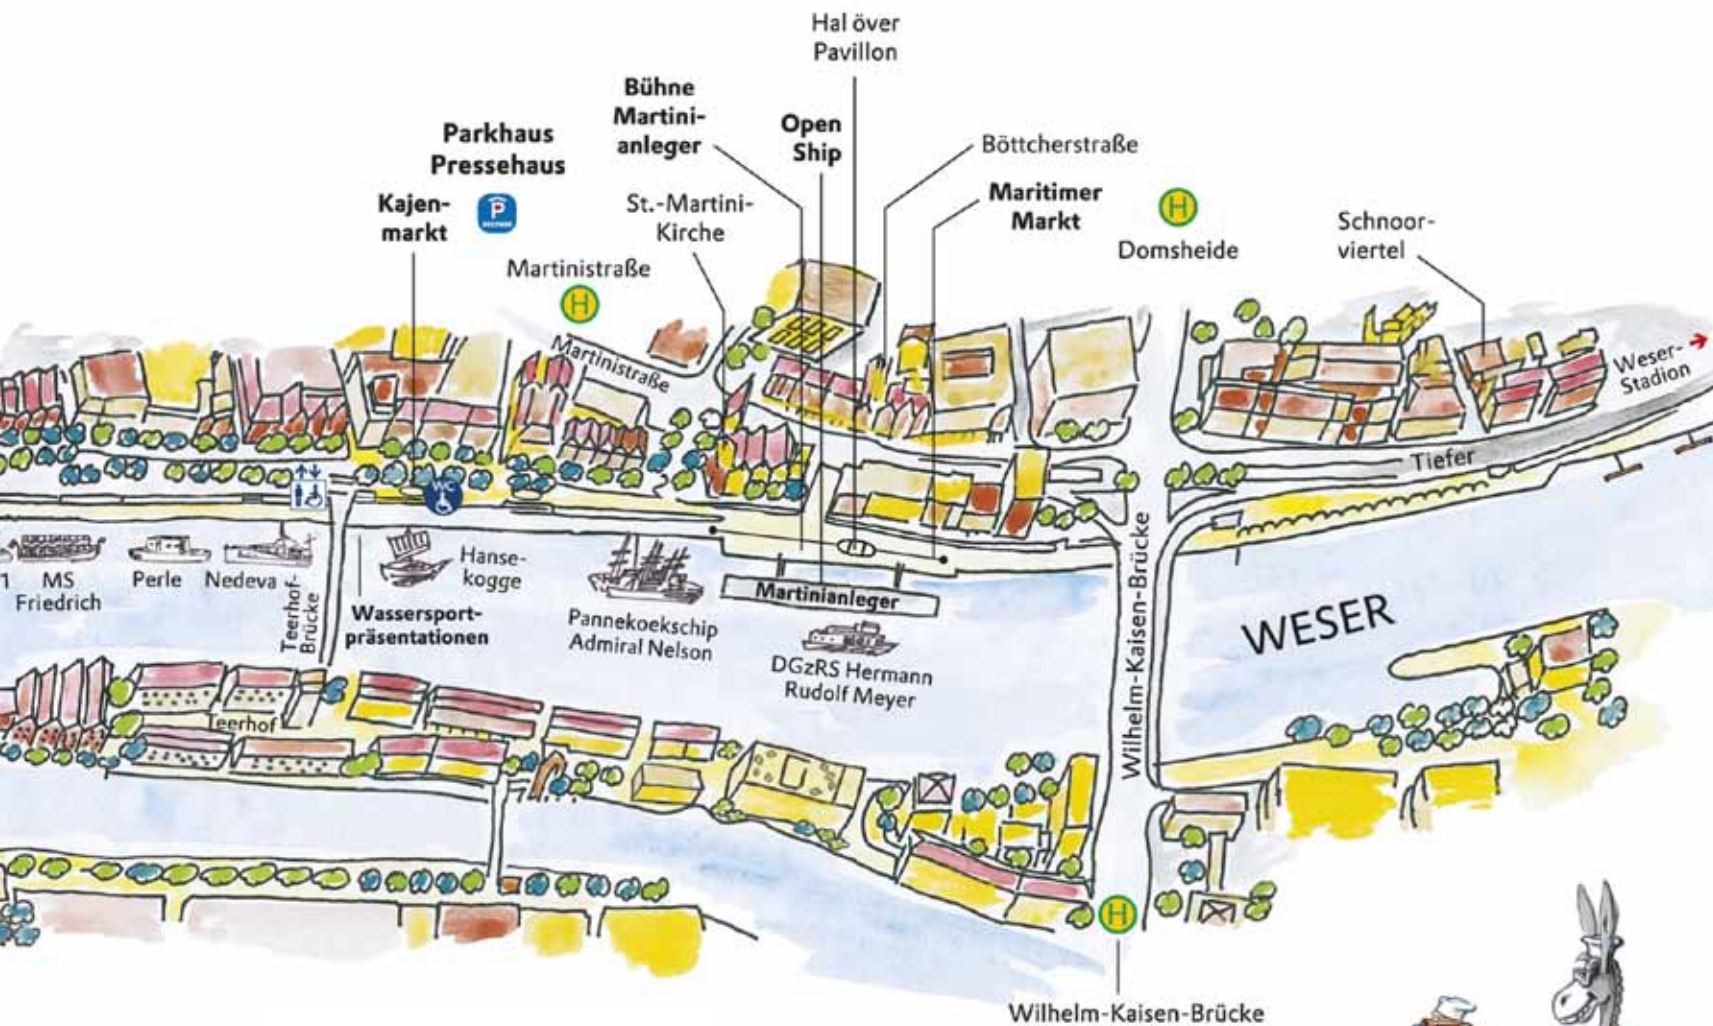 Hal över
Pavillon
Bühne
Martini-
anleger
Open
Ship
Parkhaus
Pressehaus
P
Böttcherstraße
Kajen-
markt
St.-Martini-
Kirche
Maritimer
Markt
H
Domsheide
Schnoor-
viertel
Martinistraße
H
Martinistraße
Weser-
Stadion
Tiefer
WC
1
MS
Friedrich
Perle
Nedeva
Teerhof-
Brücke
Hanse-
kogge
Wassersport-
präsentationen
Pannekoekschip
Admiral Nelson
Martinianleger
DGzRS Hermann
Rudolf Meyer
Wilhelm-Kaisen-Brücke
WESER
Teerhof
H
Wilhelm-Kaisen-Brücke